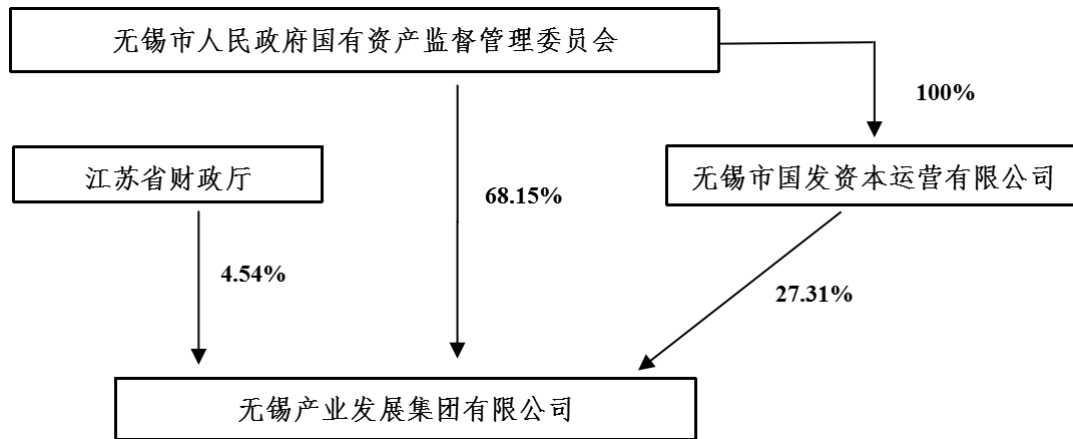 无锡市人民政府国有资产监督管理委员会
100%
江苏省财政厅
无锡市国发资本运营有限公司
68.15%
4.54%
27.31%
无锡产业发展集团有限公司